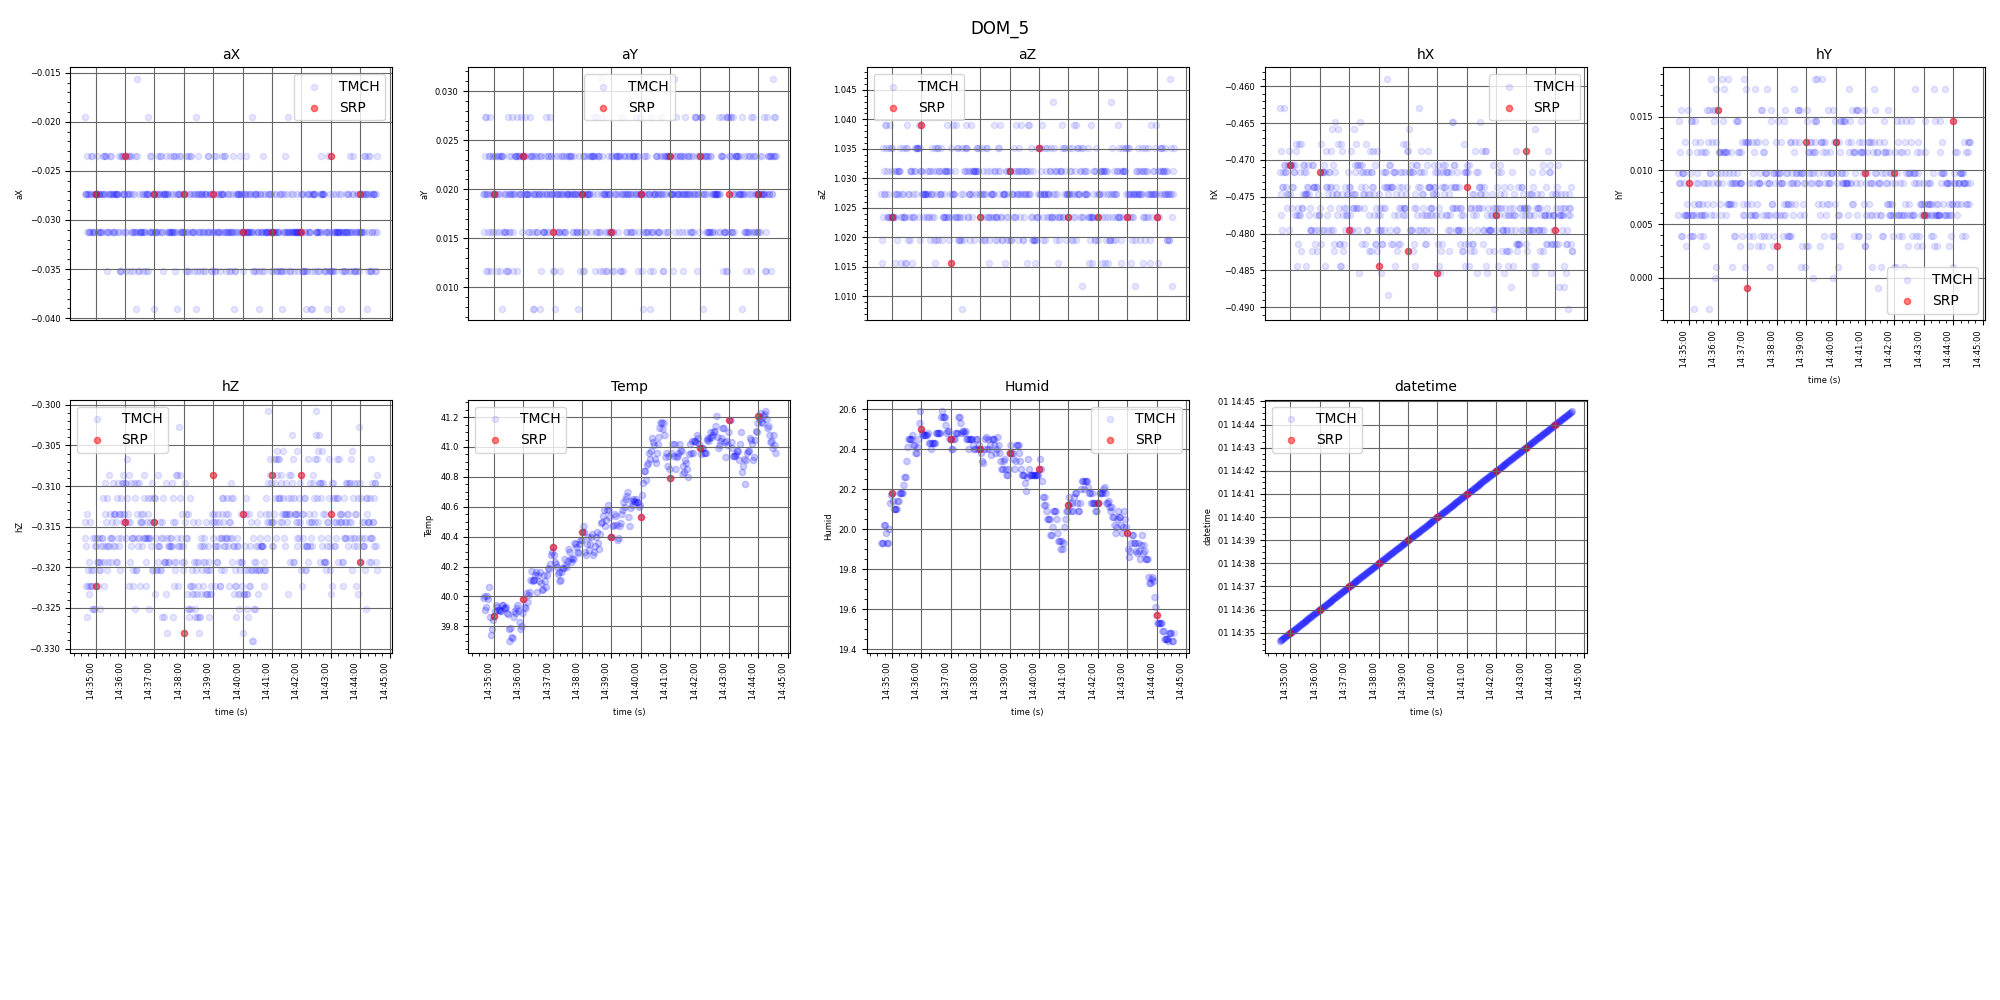 DOM_5
aX
aY
aZ
hX
hY
TMCH
SRP
TMCH
SRP
TMCH
SRP
TMCH
SRP
TMCH
SRP
−0.015
−0.020
−0.025
−0.030
−0.035
−0.040
aX
0.030
0.025
0.020
0.015
0.010
aY
1.045
1.040
1.035
1.030
1.025
1.020
1.015
1.010
aZ
−0.460
−0.465
−0.470
−0.475
−0.480
−0.485
−0.490
hX
0.015
0.010
0.005
0.000
hY
14:35:00
14:36:00
14:37:00
14:38:00
14:39:00
14:40:00
14:41:00
14:42:00
14:43:00
14:44:00
14:45:00
time (s)
hZ
Temp
Humid
datetime
TMCH
SRP
TMCH
SRP
TMCH
SRP
TMCH
SRP
−0.300
−0.305
−0.310
−0.315
−0.320
−0.325
−0.330
hZ
14:35:00
14:36:00
14:37:00
14:38:00
14:39:00
14:40:00
14:41:00
14:42:00
14:43:00
14:44:00
14:45:00
time (s)
41.2
41.0
40.8
40.6
40.4
40.2
40.0
39.8
Temp
14:35:00
14:36:00
14:37:00
14:38:00
14:39:00
14:40:00
14:41:00
14:42:00
14:43:00
14:44:00
14:45:00
time (s)
20.6
20.4
20.2
20.0
19.8
19.6
19.4
Humid
14:35:00
14:36:00
14:37:00
14:38:00
14:39:00
14:40:00
14:41:00
14:42:00
14:43:00
14:44:00
14:45:00
time (s)
01 14:45
01 14:44
01 14:43
01 14:42
01 14:41
01 14:40
01 14:39
01 14:38
01 14:37
01 14:36
01 14:35
datetime
14:35:00
14:36:00
14:37:00
14:38:00
14:39:00
14:40:00
14:41:00
14:42:00
14:43:00
14:44:00
14:45:00
time (s)